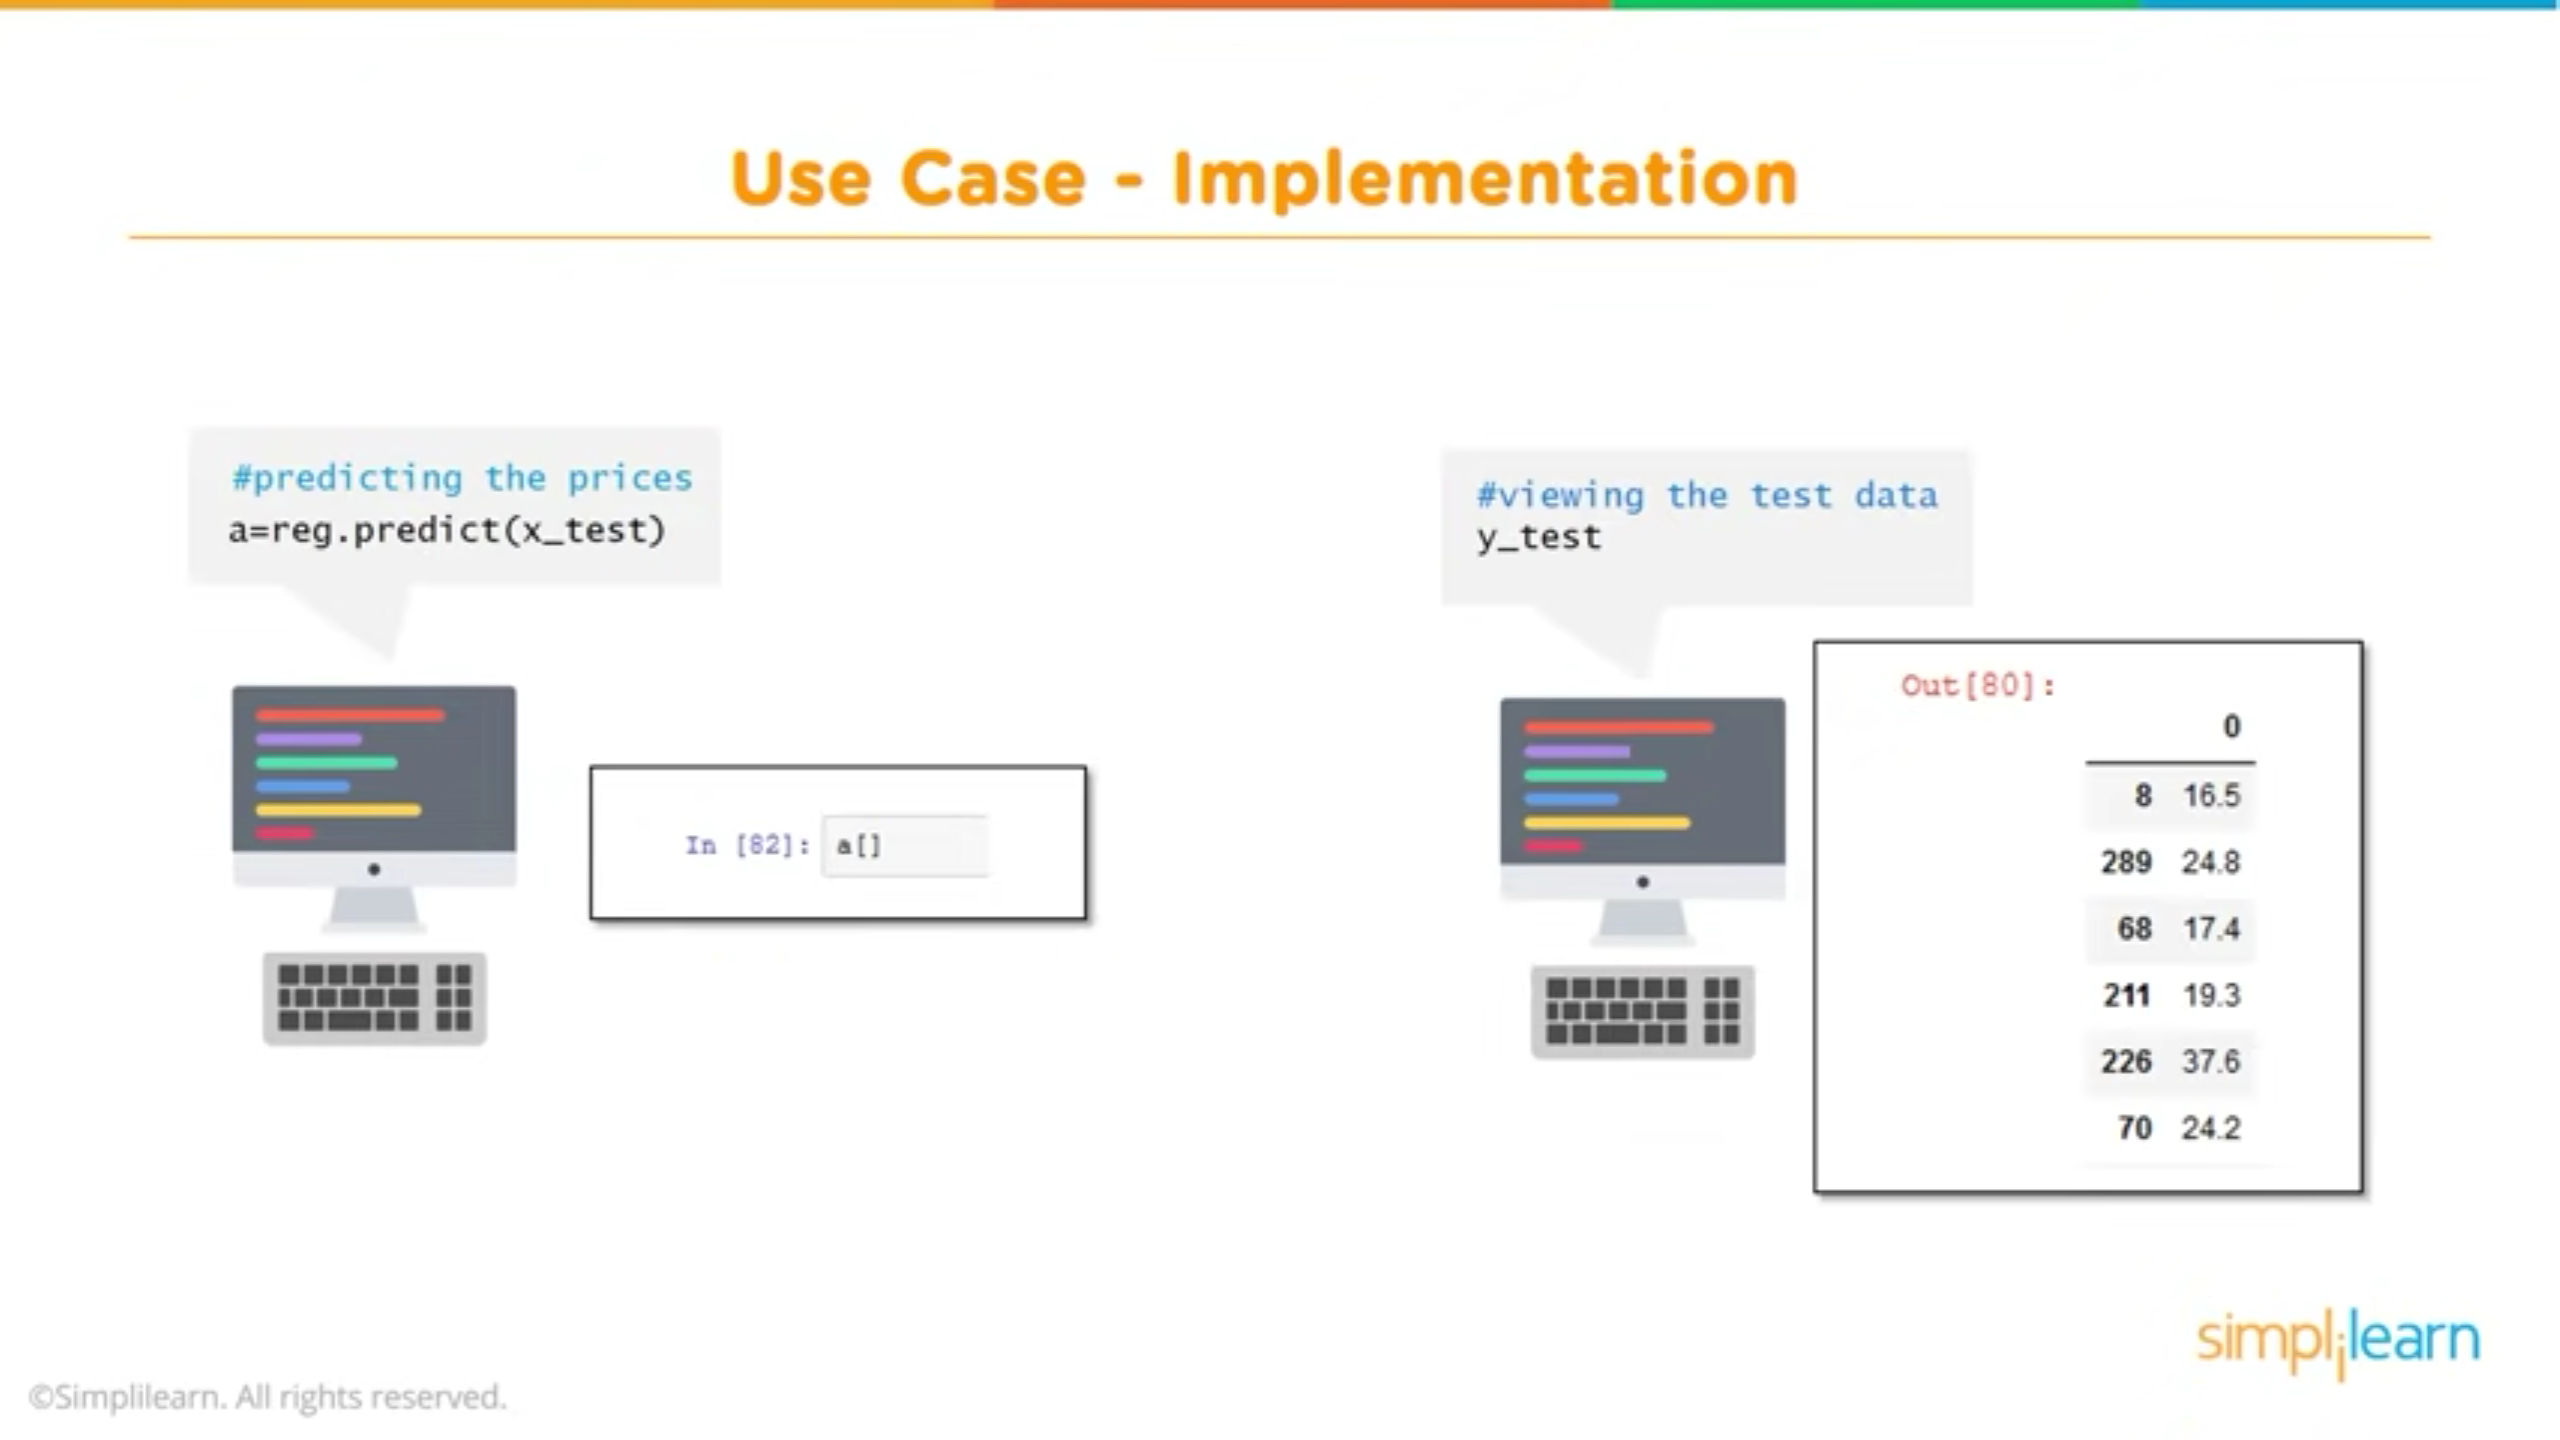 Use Case - Implementation
#predicting the prices
a=reg.predict(x_test)
In [82]: a[]
#viewing the test data
y_test
Out[80]:
0
8 16.5
289 24.8
68 17.4
211 19.3
226 37.6
70 24.2
simplilearn
©Simplilearn. All rights reserved.